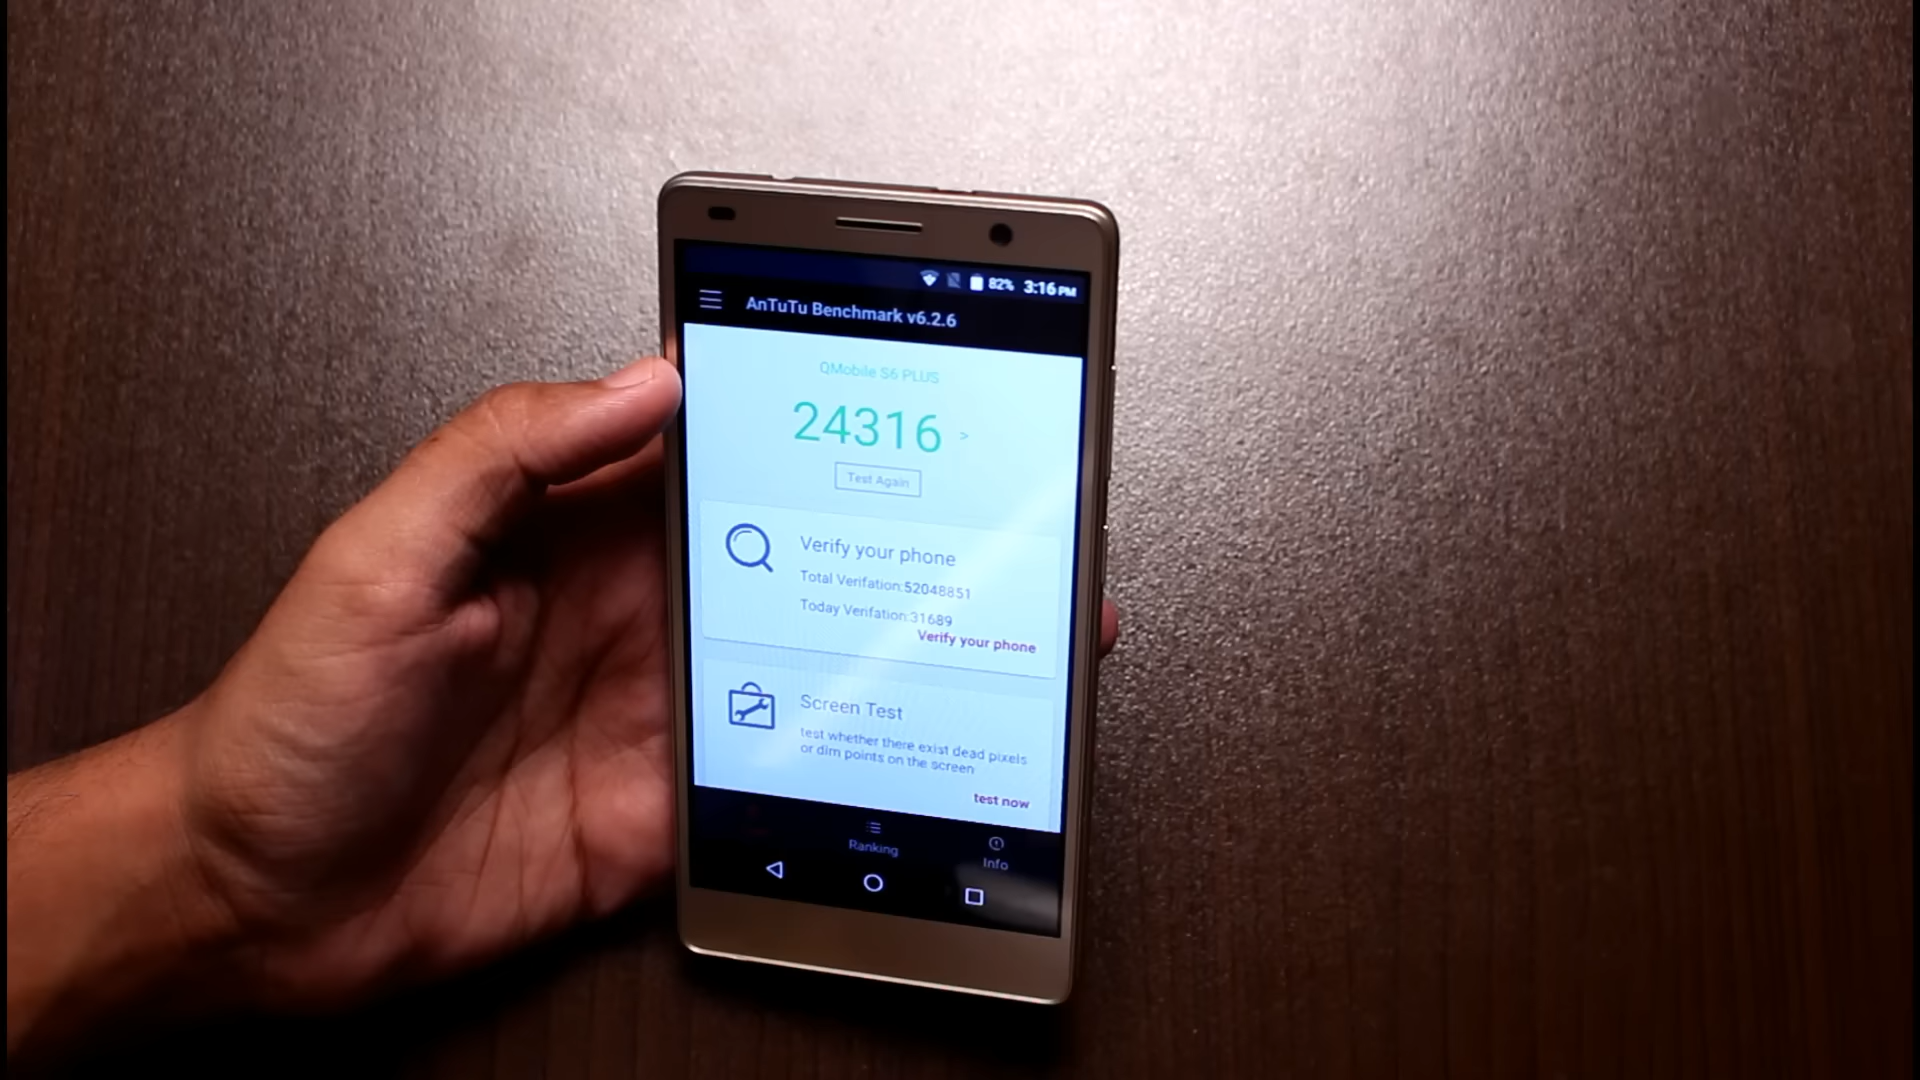 82% 3:16 PM
AnTuTu Benchmark v6.2.6
QMobile S6 PLUS
24316 >
Test Again
Verify your phone
Total Verifation:52048851
Today Verifation:31689
Verify your phone
Screen Test
test whether there exist dead pixels
or dim points on the screen
test now
Ranking
Info